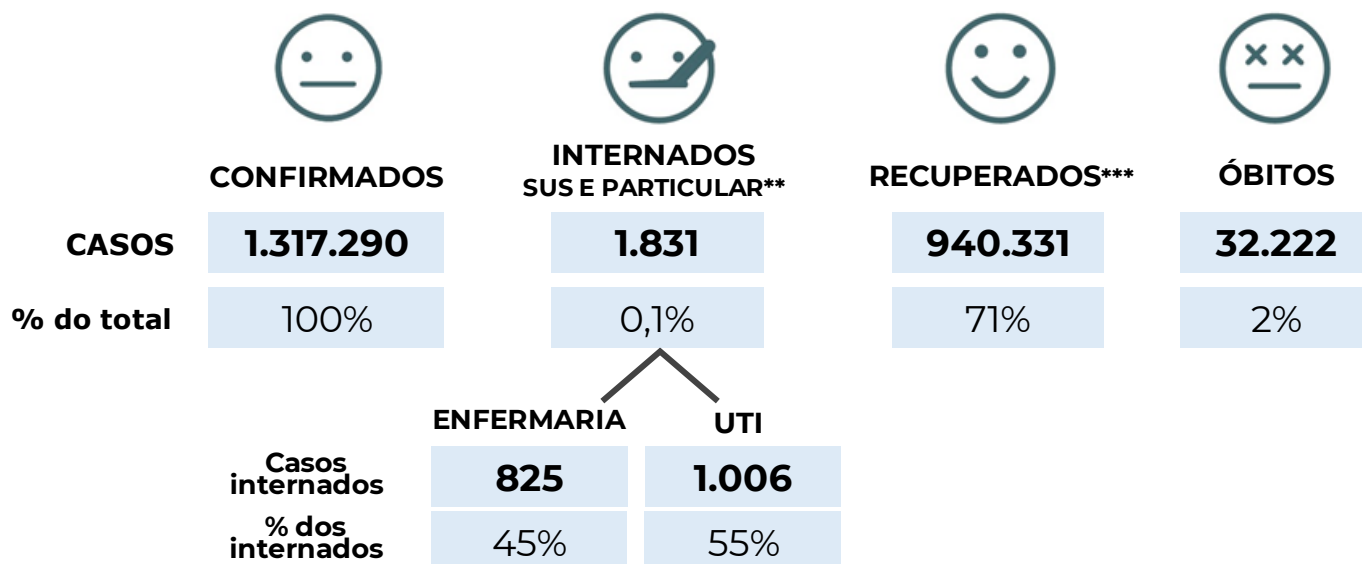 CONFIRMADOS
INTERNADOS
SUS E PARTICULAR**
RECUPERADOS***
ÓBITOS
CASOS 1.317.290 1.831 940.331 32.222
% do total 100% 0,1% 71% 2%
ENFERMARIA UTI
Casos
internados
825 1.006
% dos
internados
45% 55%